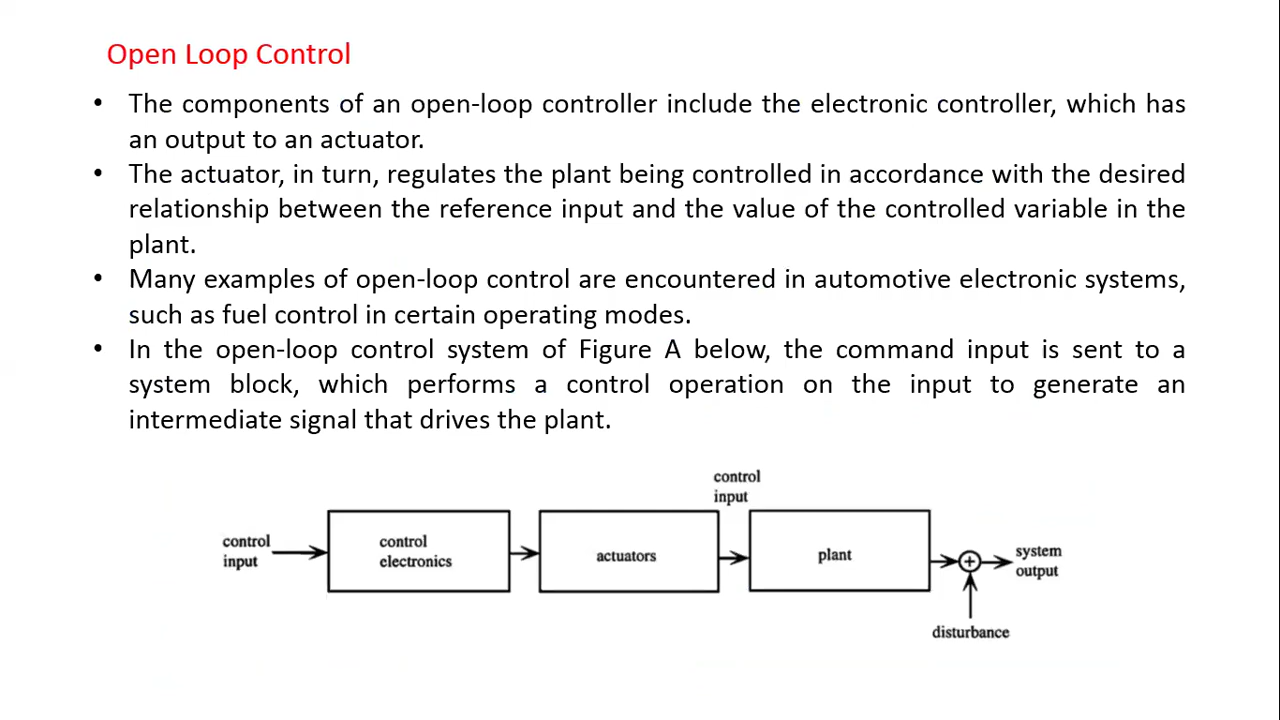 Open Loop Control
• The components of an open-loop controller include the electronic controller, which has
an output to an actuator.
• The actuator, in turn, regulates the plant being controlled in accordance with the desired
relationship between the reference input and the value of the controlled variable in the
plant.
• Many examples of open-loop control are encountered in automotive electronic systems,
such as fuel control in certain operating modes.
• In the open-loop control system of Figure A below, the command input is sent to a
system block, which performs a control operation on the input to generate an
intermediate signal that drives the plant.
control
input
control
electronics
actuators
control
input
plant
system
output
disturbance